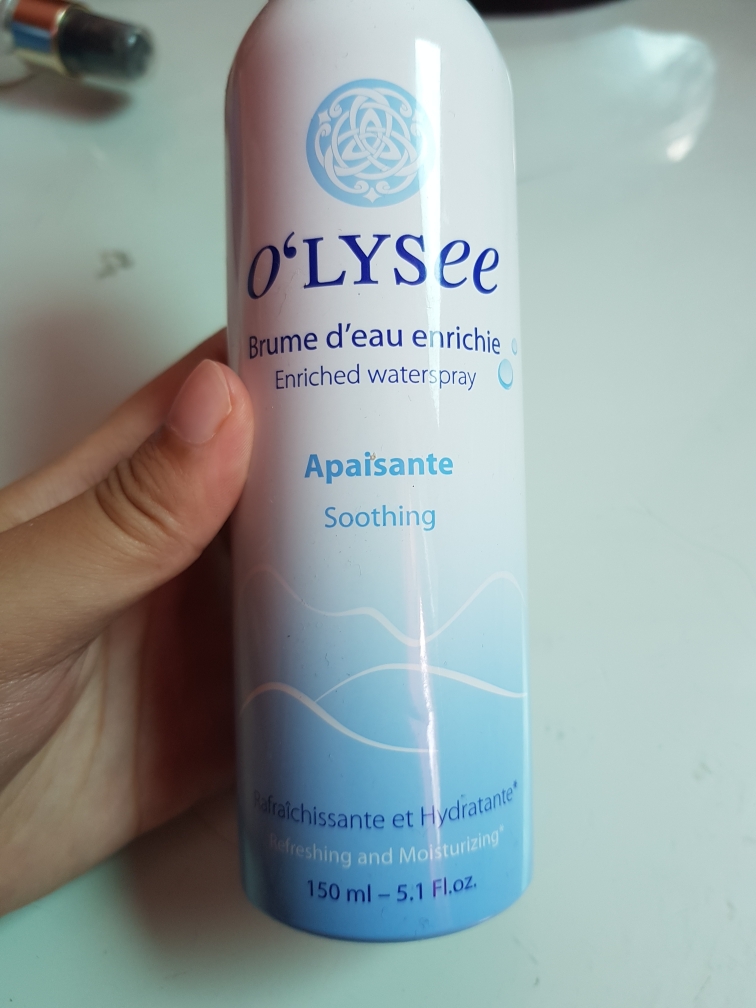 O‘LYSee
Brume d’eau enrichie
Enriched waterspray
Apaisante
Soothing
Rafraîchissante et Hydratante*
Refreshing and Moisturizing*
150 ml – 5.1 Fl.oz.